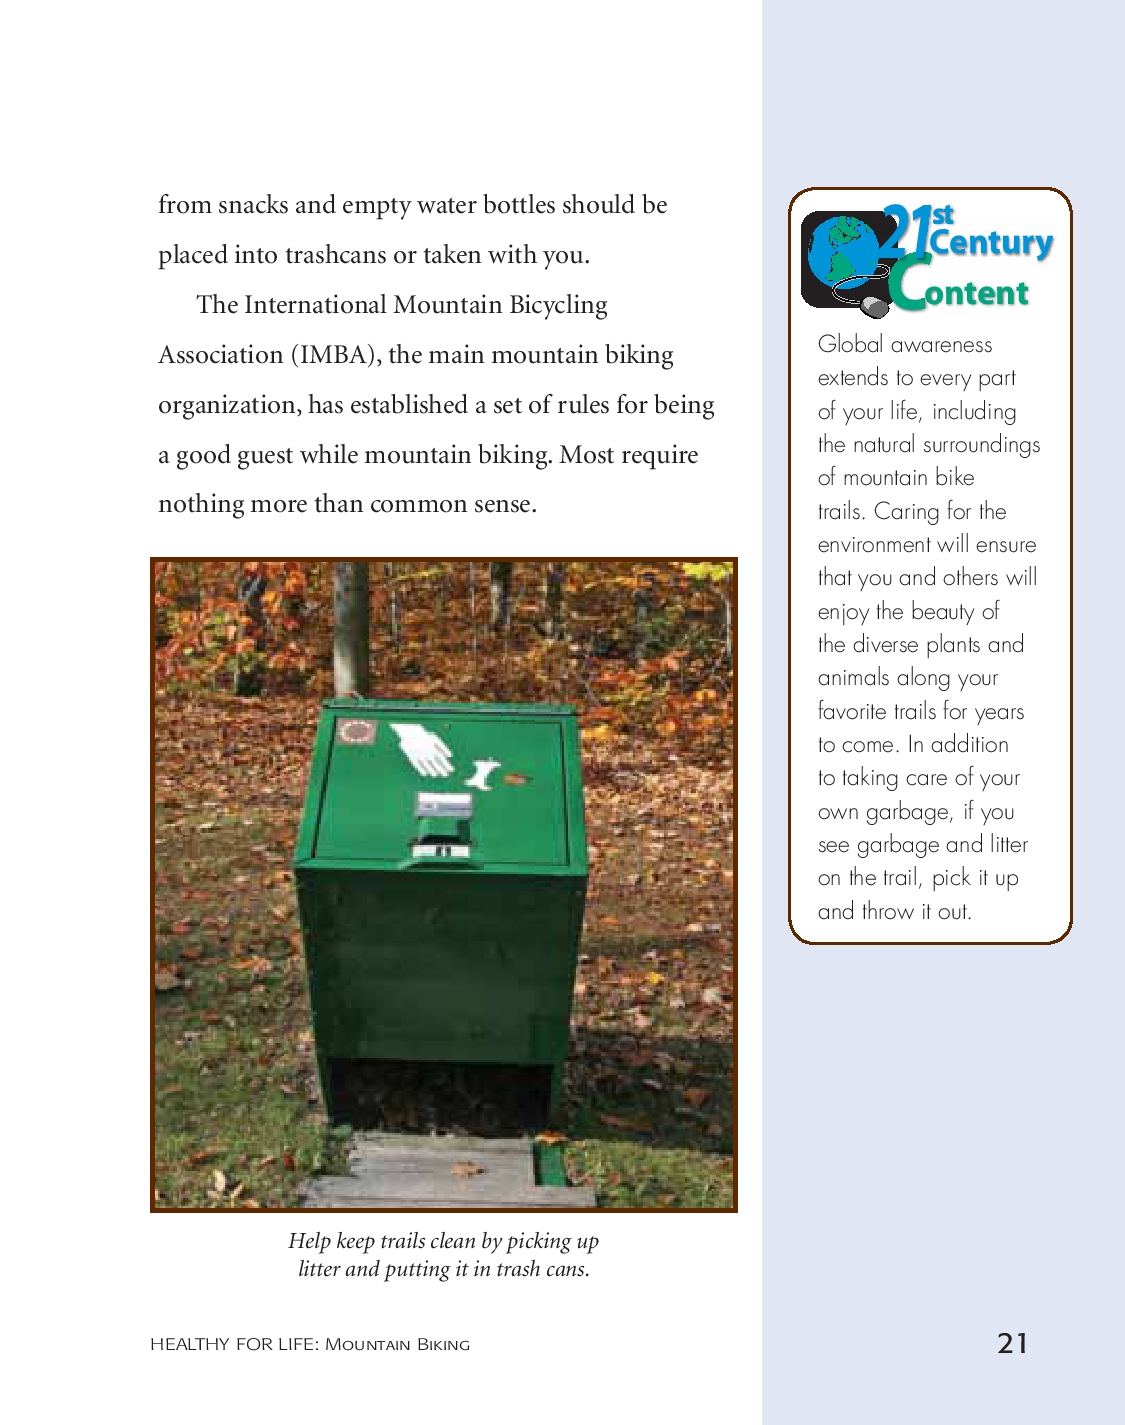 from snacks and empty water bottles should be
placed into trashcans or taken with you.
The International Mountain Bicycling
Association (IMBA), the main mountain biking
organization, has established a set of rules for being
a good guest while mountain biking. Most require
nothing more than common sense.
Help keep trails clean by picking up
litter and putting it in trash cans.
21st
Century
Content
Global awareness
extends to every part
of your life, including
the natural surroundings
of mountain bike
trails. Caring for the
environment will ensure
that you and others will
enjoy the beauty of
the diverse plants and
animals along your
favorite trails for years
to come. In addition
to taking care of your
own garbage, if you
see garbage and litter
on the trail, pick it up
and throw it out.
HEALTHY FOR LIFE: Mountain Biking
21